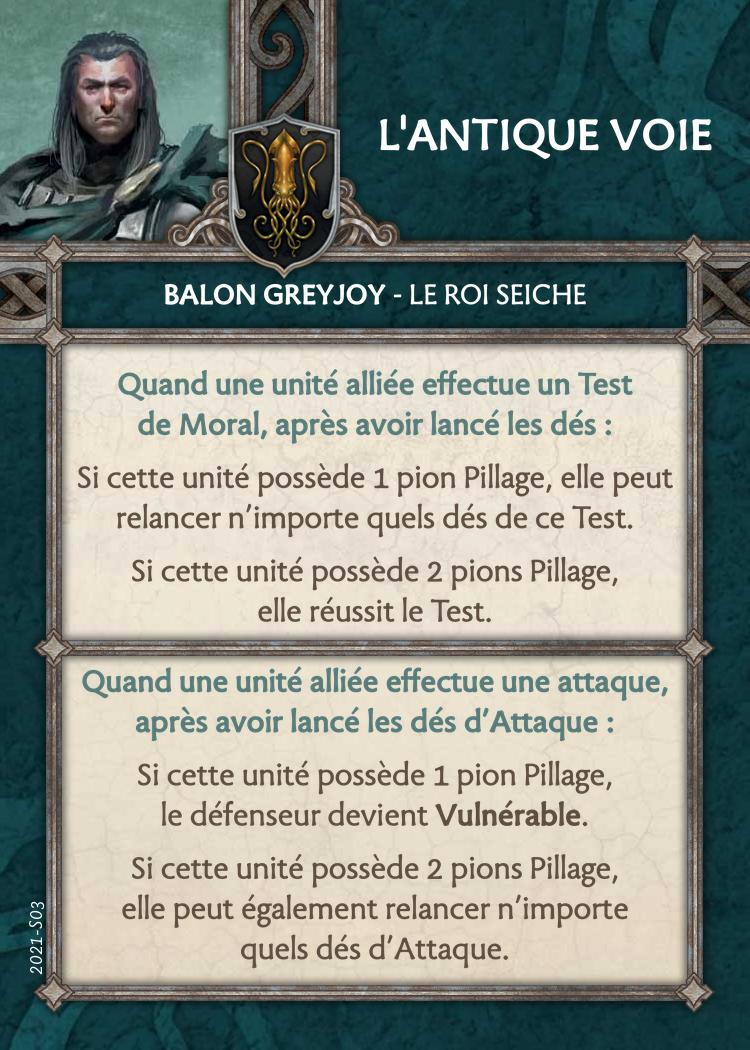 L'ANTIQUE VOIE
BALON GREYJOY - LE ROI SEICHE
Quand une unité alliée effectue un Test
de Moral, après avoir lancé les dés :
Si cette unité possède 1 pion Pillage, elle peut
relancer n’importe quels dés de ce Test.
Si cette unité possède 2 pions Pillage,
elle réussit le Test.
Quand une unité alliée effectue une attaque,
après avoir lancé les dés d’Attaque :
Si cette unité possède 1 pion Pillage,
le défenseur devient Vulnérable.
Si cette unité possède 2 pions Pillage,
elle peut également relancer n’importe
quels dés d’Attaque.
2021-S03